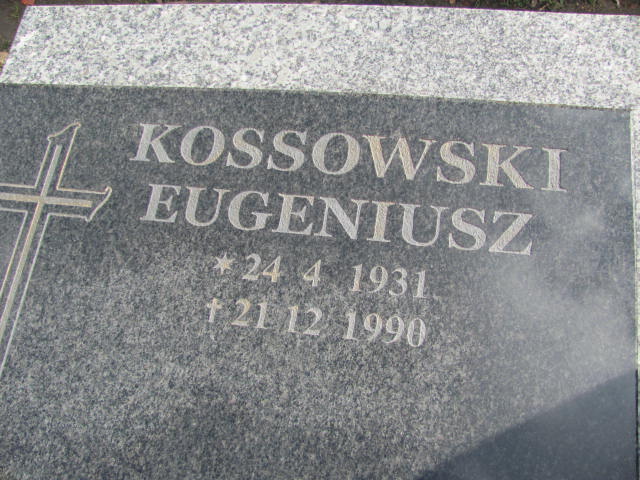 KOSSOWSKI
EUGENIUSZ
* 24 4 1931
† 21 12 1990